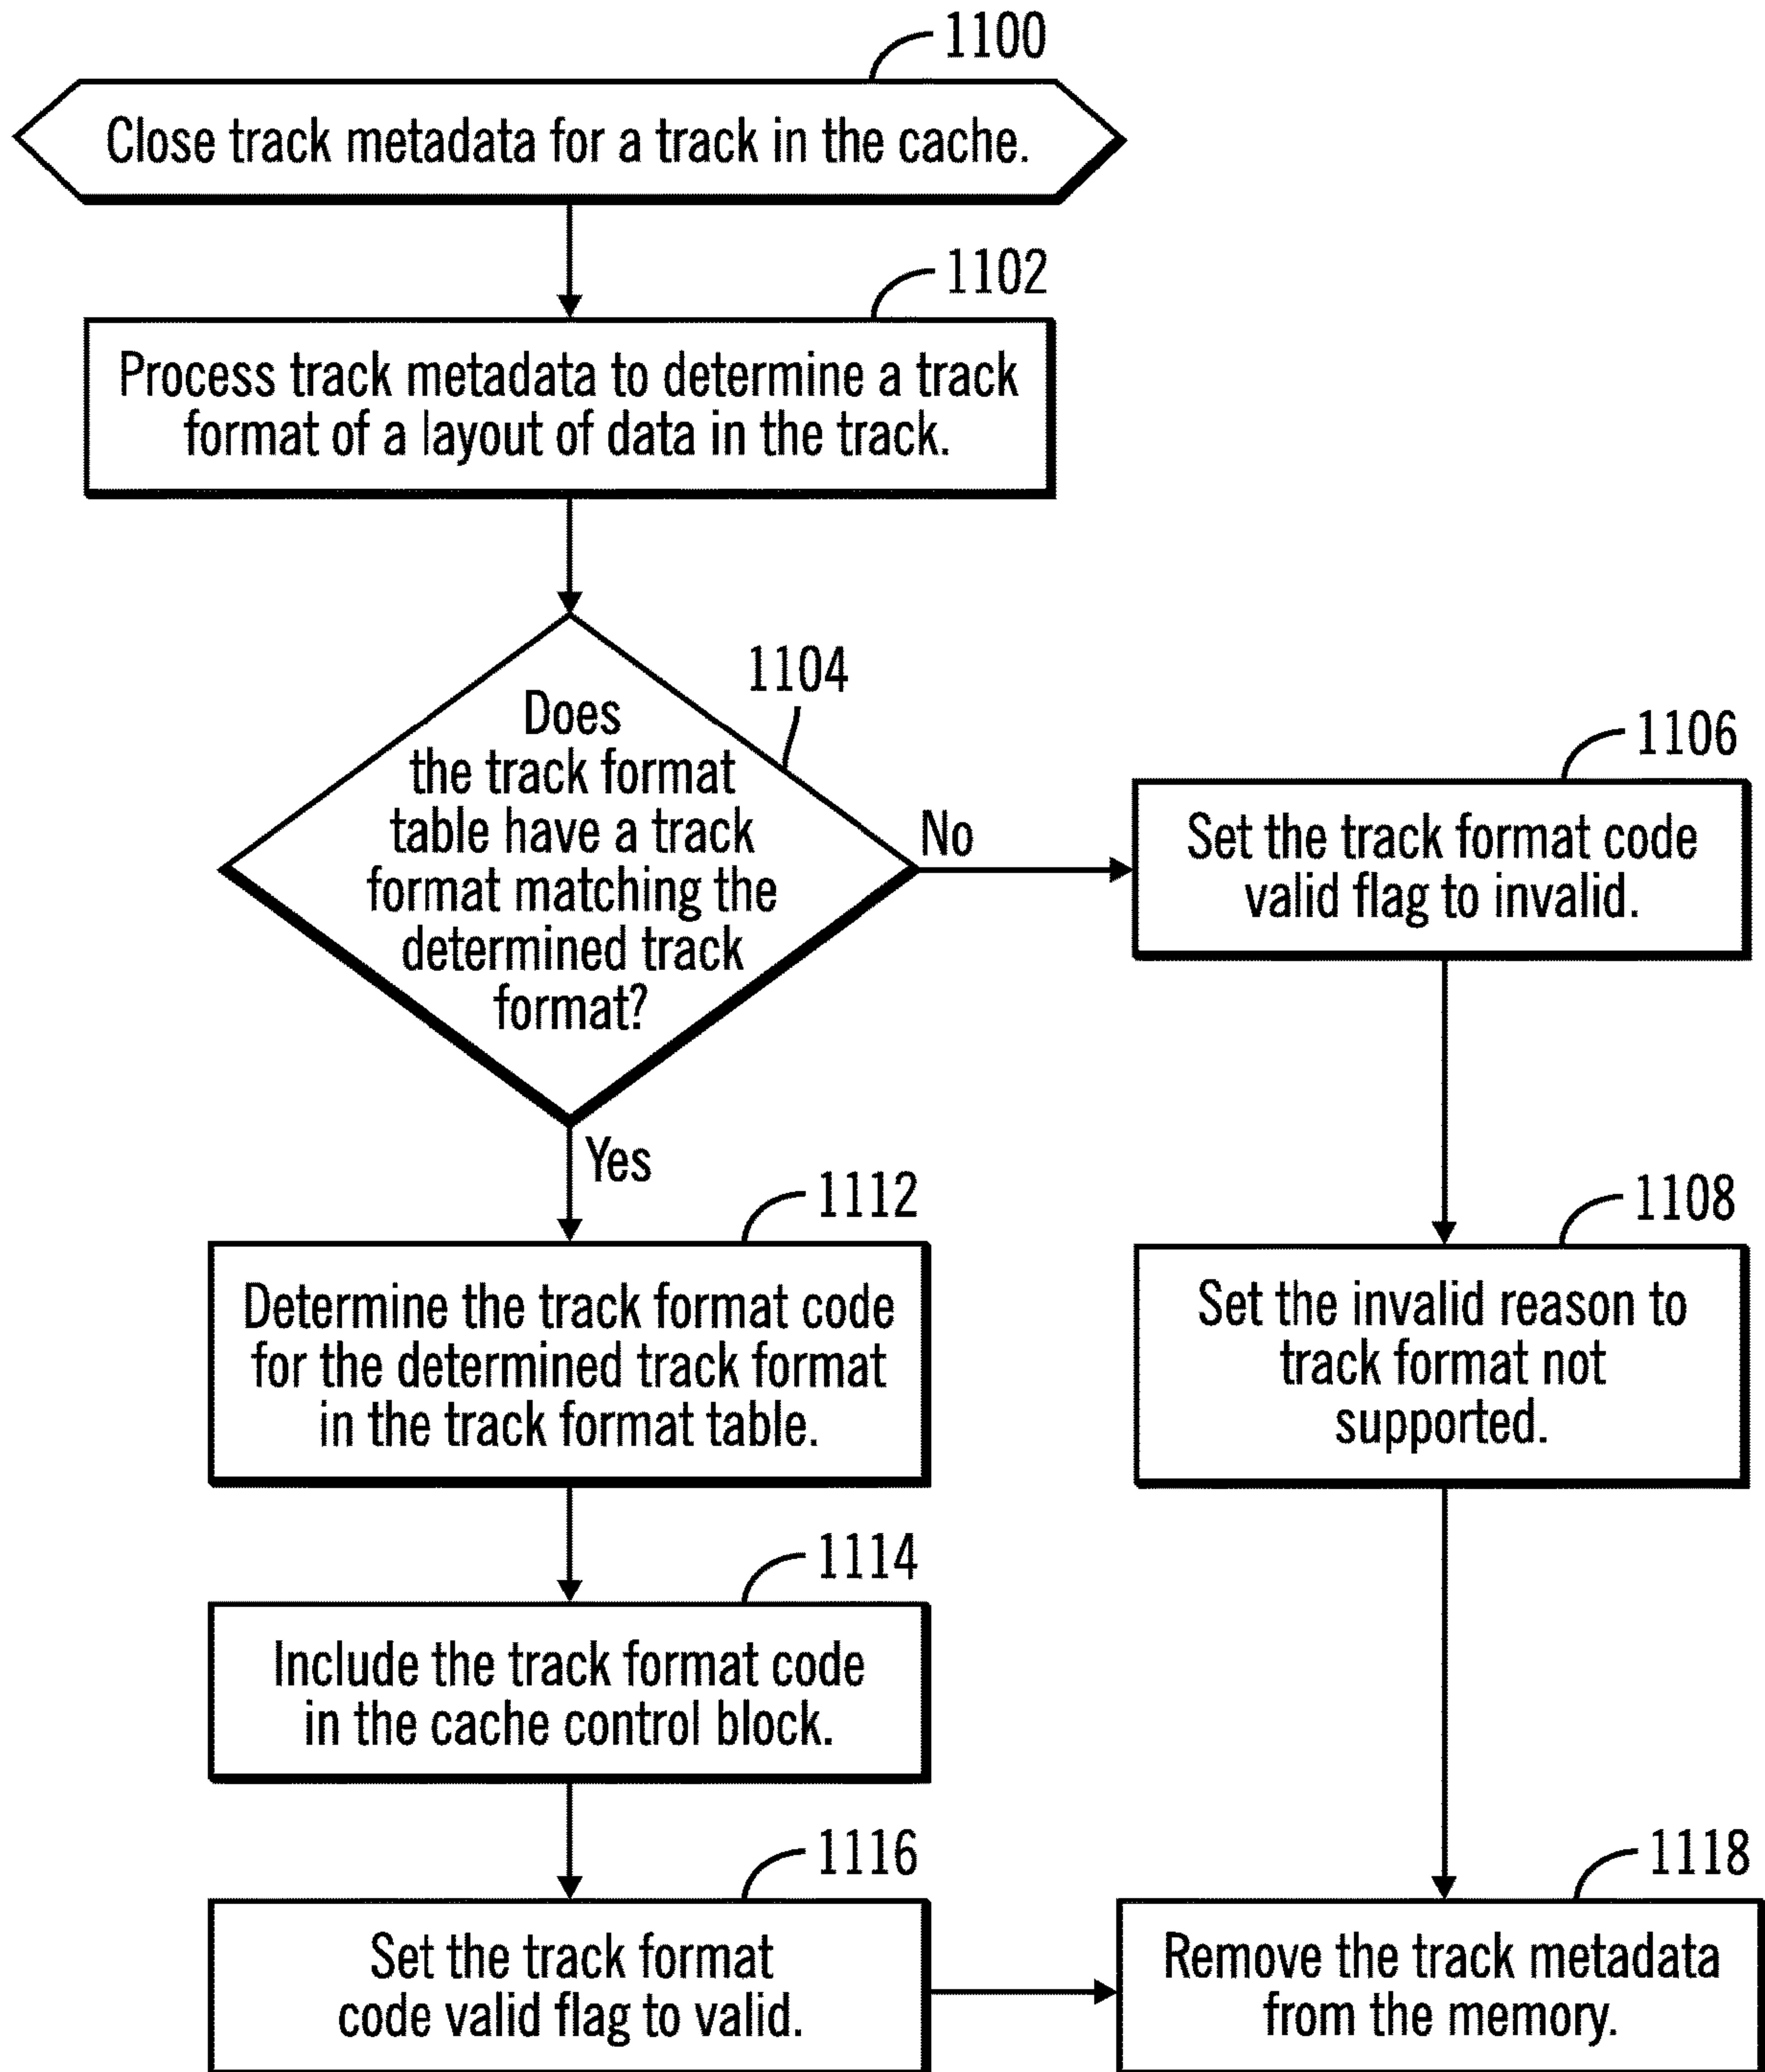 1100
Close track metadata for a track in the cache.
1102
Process track metadata to determine a track
format of a layout of data in the track.
1104
Does
the track format
table have a track
format matching the
determined track
format?
No
1106
Set the track format code
valid flag to invalid.
Yes
1108
Set the invalid reason to
track format not
supported.
1112
Determine the track format code
for the determined track format
in the track format table.
1114
Include the track format code
in the cache control block.
1116
Set the track format
code valid flag to valid.
1118
Remove the track metadata
from the memory.